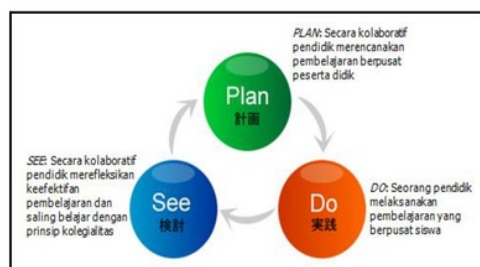 PLAN: Secara kolaboratif
pendidik merencanakan
pembelajaran berpusat
peserta didik
Plan
計画
SEE: Secara kolaboratif
pendidik merefleksikan
keefektifan
pembelajaran dan
saling belajar dengan
prinsip kolegialitas
See
検討
Do
実践
DO: Seorang pendidik
melaksanakan
pembelajaran yang
berpusat siswa